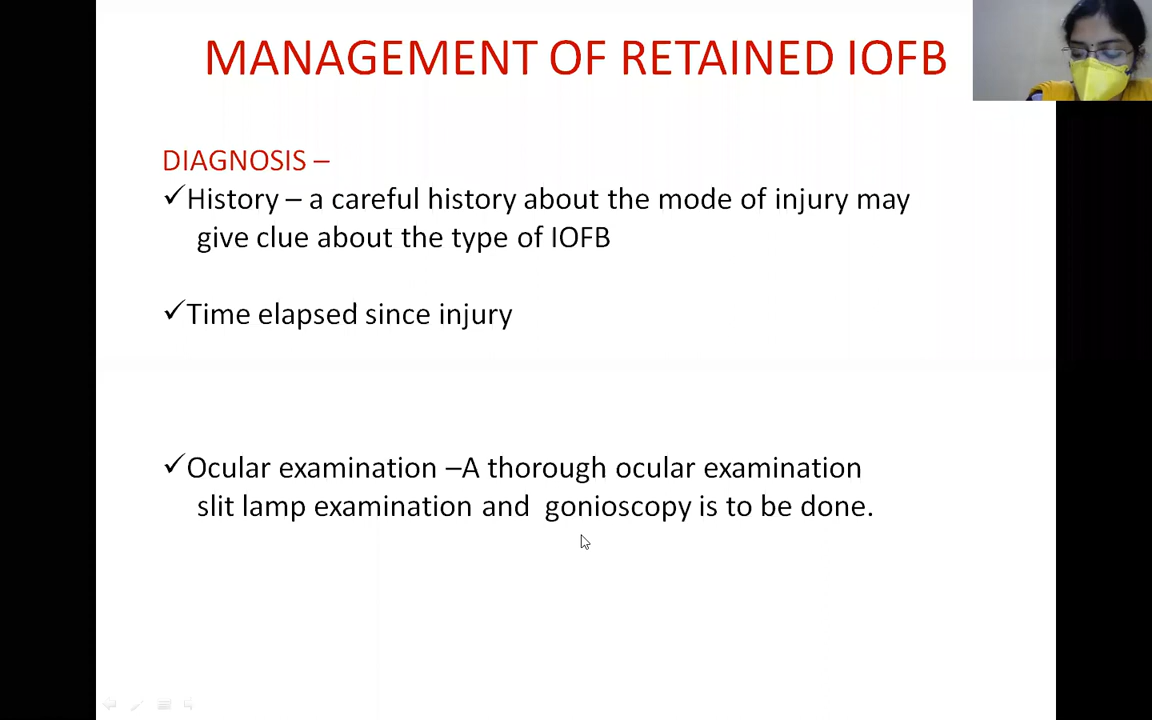 MANAGEMENT OF RETAINED IOFB
DIAGNOSIS –
✓History – a careful history about the mode of injury may
give clue about the type of IOFB
✓Time elapsed since injury
✓Ocular examination –A thorough ocular examination
slit lamp examination and  gonioscopy is to be done.